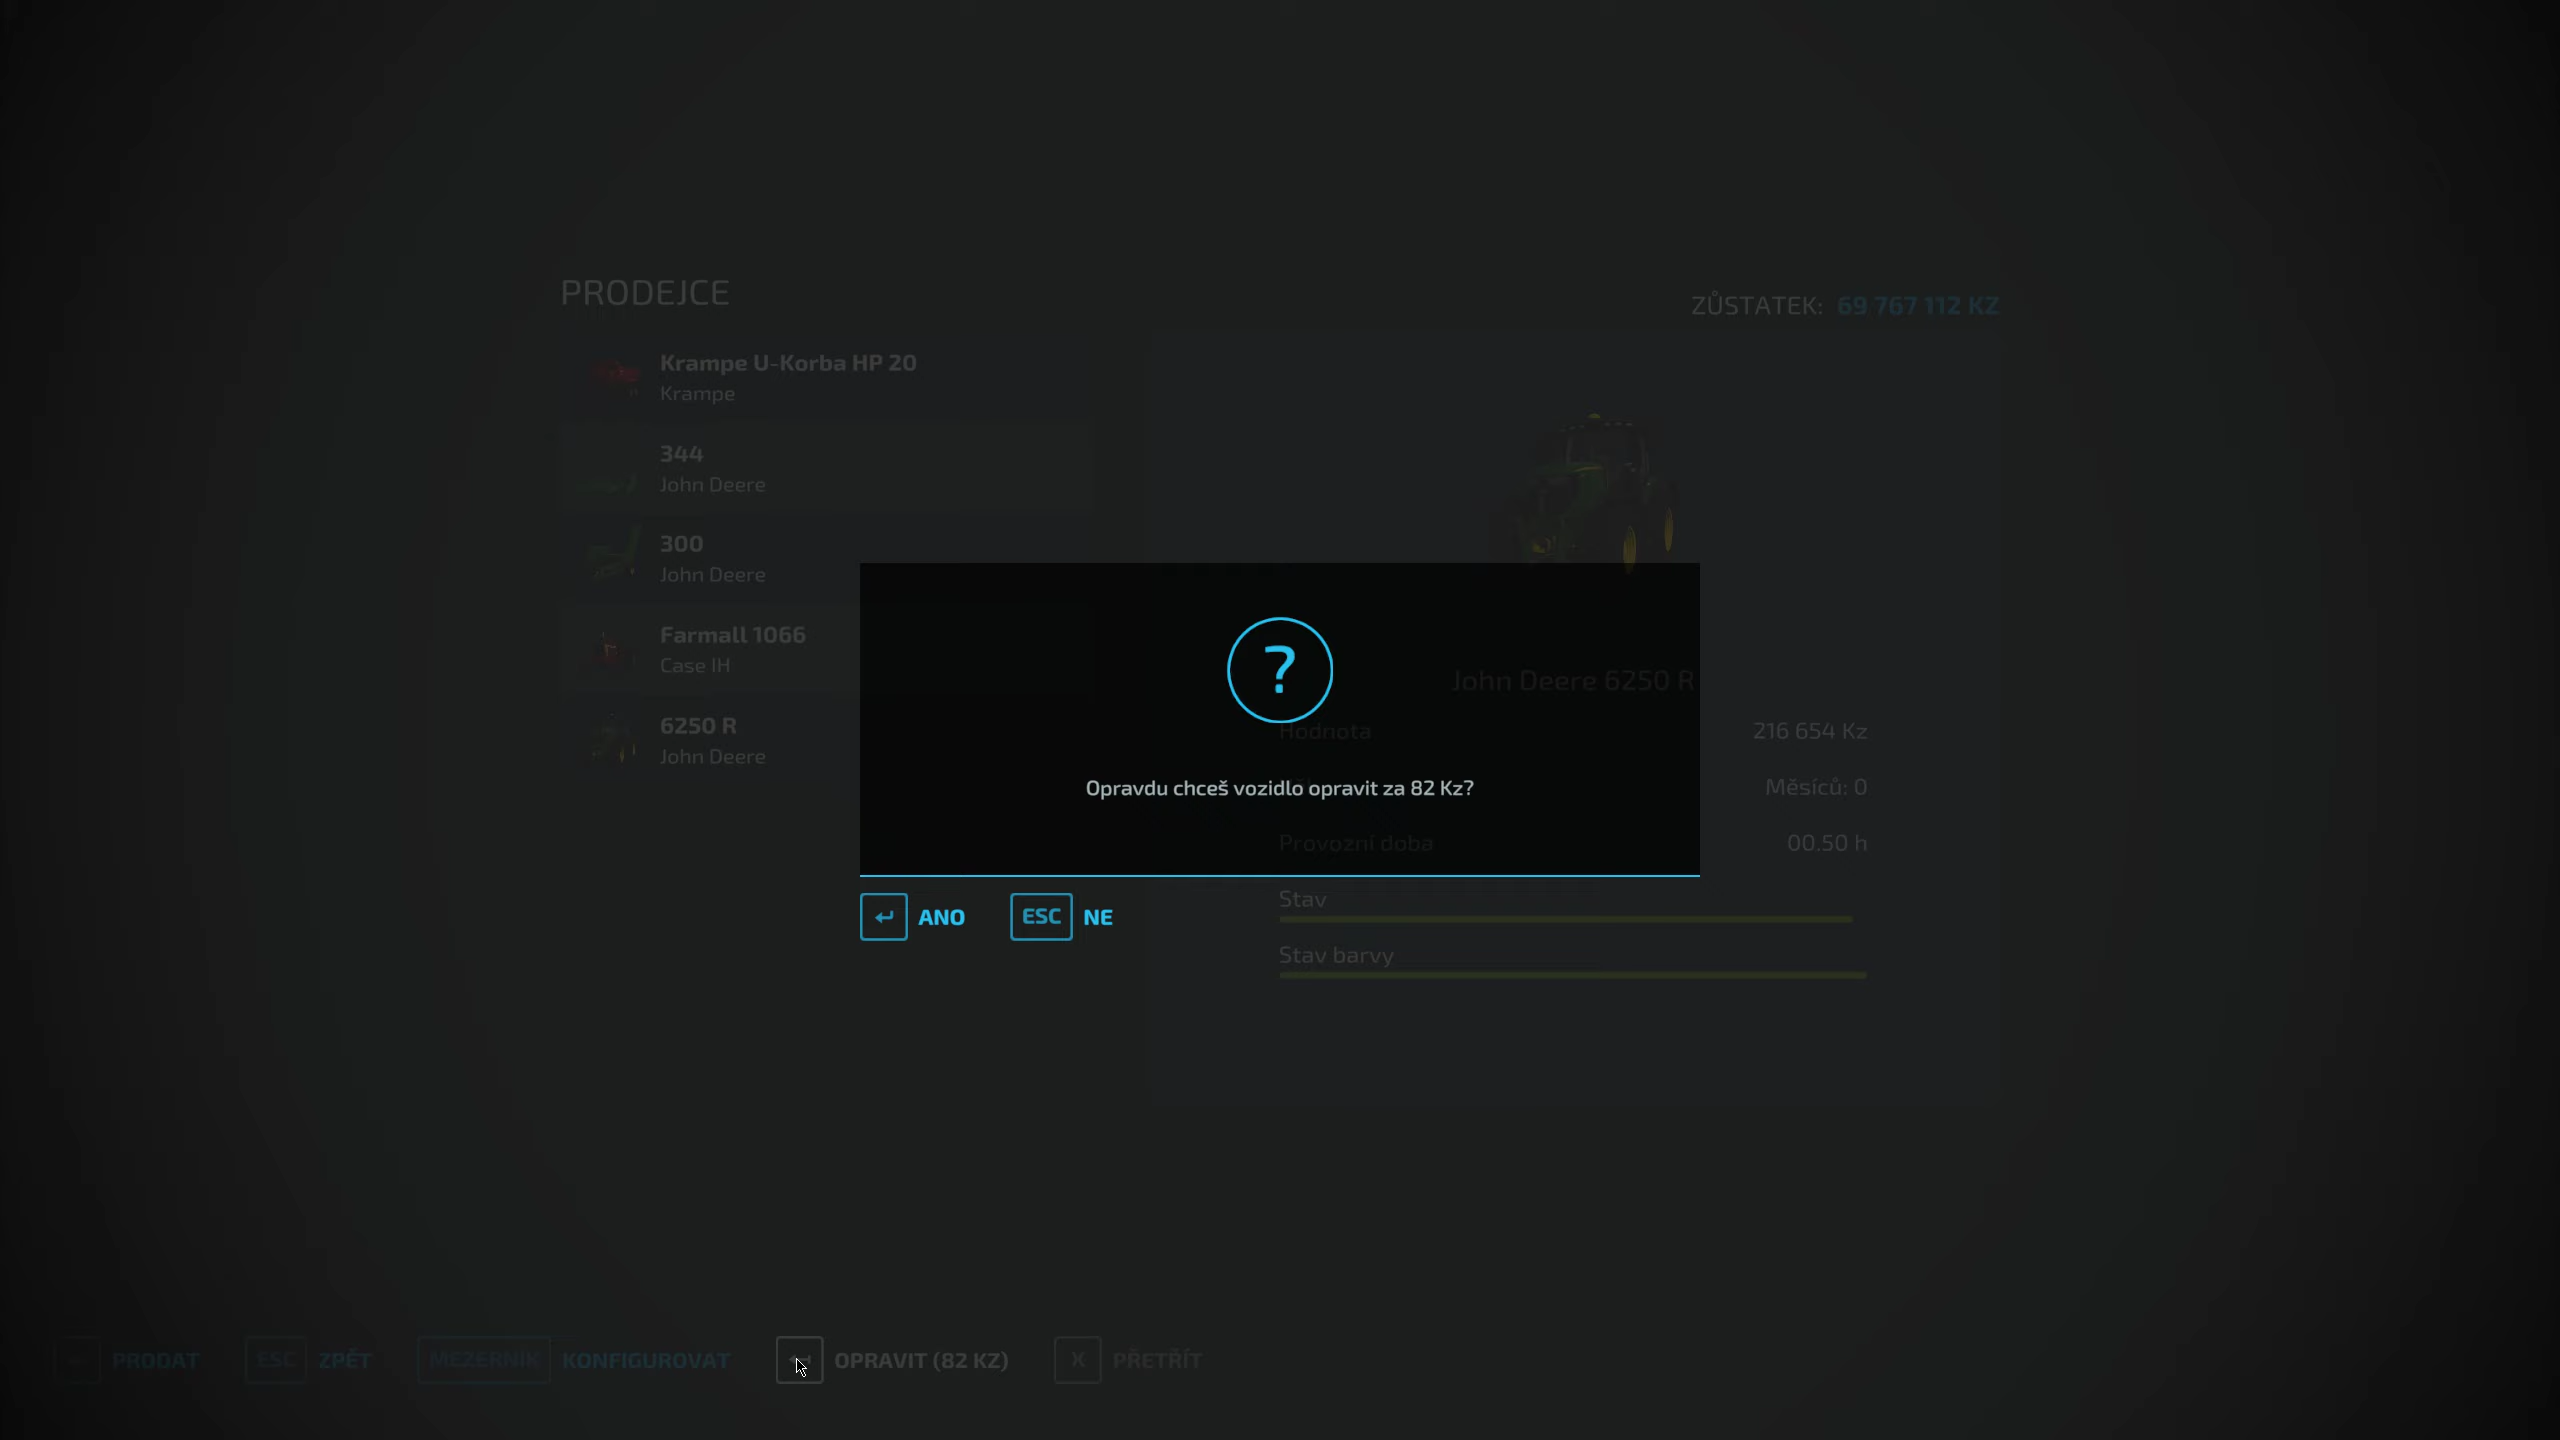 PRODEJCE
ZŮSTATEK: 69 767 112 KZ
Krampe U-Korba HP 20
Krampe
344
John Deere
300
John Deere
Farmall 1066
Case IH
6250 R
John Deere
John Deere 6250 R
Hodnota 216 654 Kz
Měsíců: 0
Provozní doba 00.50 h
Stav
Stav barvy
?
Opravdu chceš vozidlo opravit za 82 Kz?
ANO ESC NE
PRODAT ESC ZPĚT MEZERNÍK KONFIGUROVAT OPRAVIT (82 KZ) X PŘETŘÍT